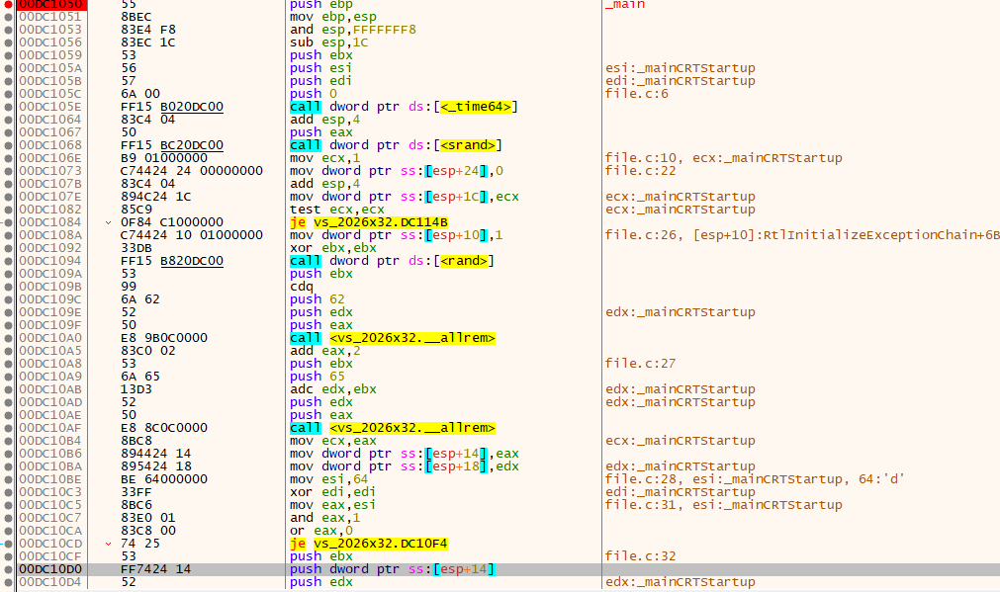 00DC1050 55 push ebp _main
00DC1051 8BEC mov ebp,esp
00DC1053 83E4 F8 and esp,FFFFFFF8
00DC1056 83EC 1C sub esp,1C
00DC1059 53 push ebx
00DC105A 56 push esi esi:_mainCRTStartup
00DC105B 57 push edi edi:_mainCRTStartup
00DC105C 6A 00 push 0 file.c:6
00DC105E FF15 B020DC00 call dword ptr ds:[<_time64>]
00DC1064 83C4 04 add esp,4
00DC1067 50 push eax
00DC1068 FF15 BC20DC00 call dword ptr ds:[<srand>]
00DC106E B9 01000000 mov ecx,1 file.c:10, ecx:_mainCRTStartup
00DC1073 C74424 24 00000000 mov dword ptr ss:[esp+24],0 file.c:22
00DC107B 83C4 04 add esp,4
00DC107E 894C24 1C mov dword ptr ss:[esp+1C],ecx ecx:_mainCRTStartup
00DC1082 85C9 test ecx,ecx ecx:_mainCRTStartup
00DC1084 0F84 C1000000 je vs_2026x32.DC114B
00DC108A C74424 10 01000000 mov dword ptr ss:[esp+10],1 file.c:26, [esp+10]:RtlInitializeExceptionChain+6B
00DC1092 33DB xor ebx,ebx
00DC1094 FF15 B820DC00 call dword ptr ds:[<rand>]
00DC109A 53 push ebx
00DC109B 99 cdq
00DC109C 6A 62 push 62
00DC109E 52 push edx edx:_mainCRTStartup
00DC109F 50 push eax
00DC10A0 E8 9B0C0000 call <vs_2026x32.__allrem>
00DC10A5 83C0 02 add eax,2
00DC10A8 53 push ebx file.c:27
00DC10A9 6A 65 push 65
00DC10AB 13D3 adc edx,ebx edx:_mainCRTStartup
00DC10AD 52 push edx edx:_mainCRTStartup
00DC10AE 50 push eax
00DC10AF E8 8C0C0000 call <vs_2026x32.__allrem>
00DC10B4 8BC8 mov ecx,eax ecx:_mainCRTStartup
00DC10B6 894424 14 mov dword ptr ss:[esp+14],eax
00DC10BA 895424 18 mov dword ptr ss:[esp+18],edx edx:_mainCRTStartup
00DC10BE BE 64000000 mov esi,64 file.c:28, esi:_mainCRTStartup, 64:'d'
00DC10C3 33FF xor edi,edi edi:_mainCRTStartup
00DC10C5 8BC6 mov eax,esi file.c:31, esi:_mainCRTStartup
00DC10C7 83E0 01 and eax,1
00DC10CA 83C8 00 or eax,0
00DC10CD 74 25 je vs_2026x32.DC10F4
00DC10CF 53 push ebx file.c:32
00DC10D0 FF7424 14 push dword ptr ss:[esp+14]
00DC10D4 52 push edx edx:_mainCRTStartup